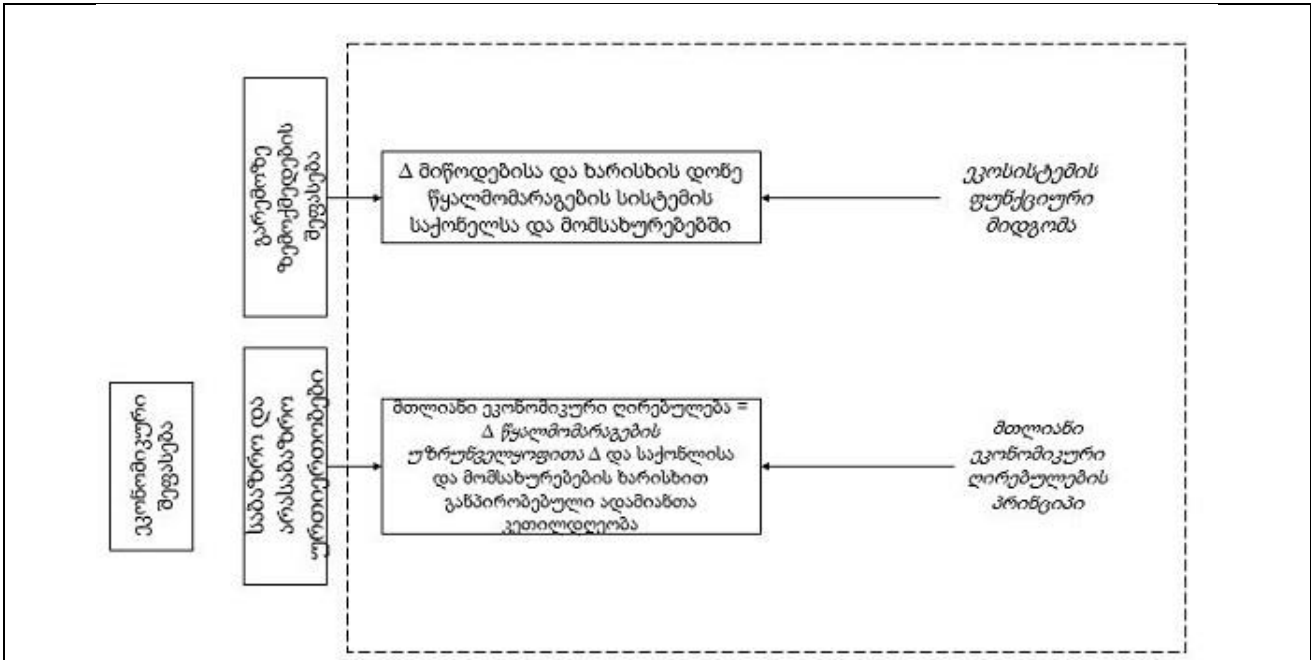 გარემოზე
ზემოქმედების
შეფასება
Δ მიწოდებისა და ხარისხის დონე
წყალმომარაგების სისტემის
საქონელსა და მომსახურებებში
ეკოსისტემის
ფუნქციური
მიდგომა
ეკონომიკური
შეფასება
საბაზრო და
არასაბაზრო
ურთიერთობები
მთლიანი ეკონომიკური ღირებულება =
Δ წყალმომარაგების
უზრუნველყოფითა Δ და საქონლისა
და მომსახურებების ხარისხით
განპირობებული ადამიანთა
კეთილდღეობა
მთლიანი
ეკონომიკური
ღირებულების
პრინციპი